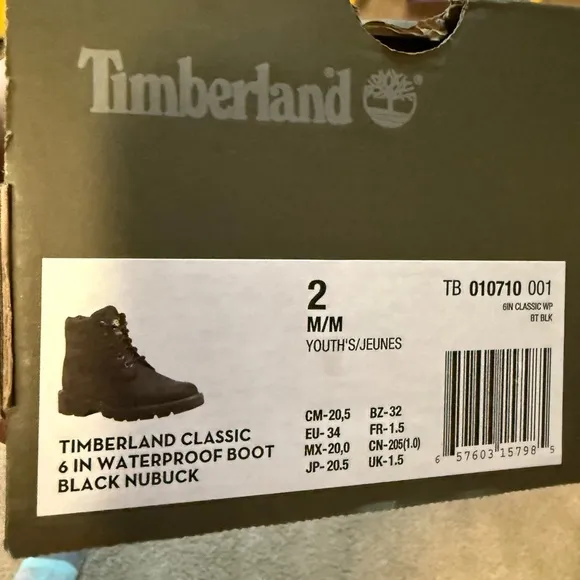 Timberland ®
2
M/M
YOUTH'S/JEUNES
TB 010710 001
6IN CLASSIC WP
BT BLK
CM-20,5 BZ-32
EU-34 FR-1.5
MX-20,0 CN-205(1.0)
JP-20.5 UK-1.5
6 57603 15798 5
TIMBERLAND CLASSIC
6 IN WATERPROOF BOOT
BLACK NUBUCK